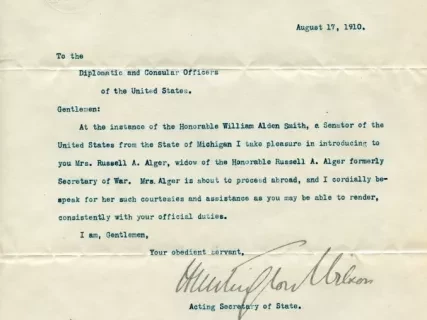 August 17, 1910.
To the
Diplomatic and Consular Officers
of the United States.
Gentlemen:
At the instance of the Honorable William Alden Smith, a Senator of the
United States from the State of Michigan I take pleasure in introducing to
you Mrs. Russell A. Alger, widow of the Honorable Russell A. Alger formerly
Secretary of War. Mrs. Alger is about to proceed abroad, and I cordially be-
speak for her such courtesies and assistance as you may be able to render,
consistently with your official duties.
I am, Gentlemen,
Your obedient servant,
Huntington Wilson
Acting Secretary of State.